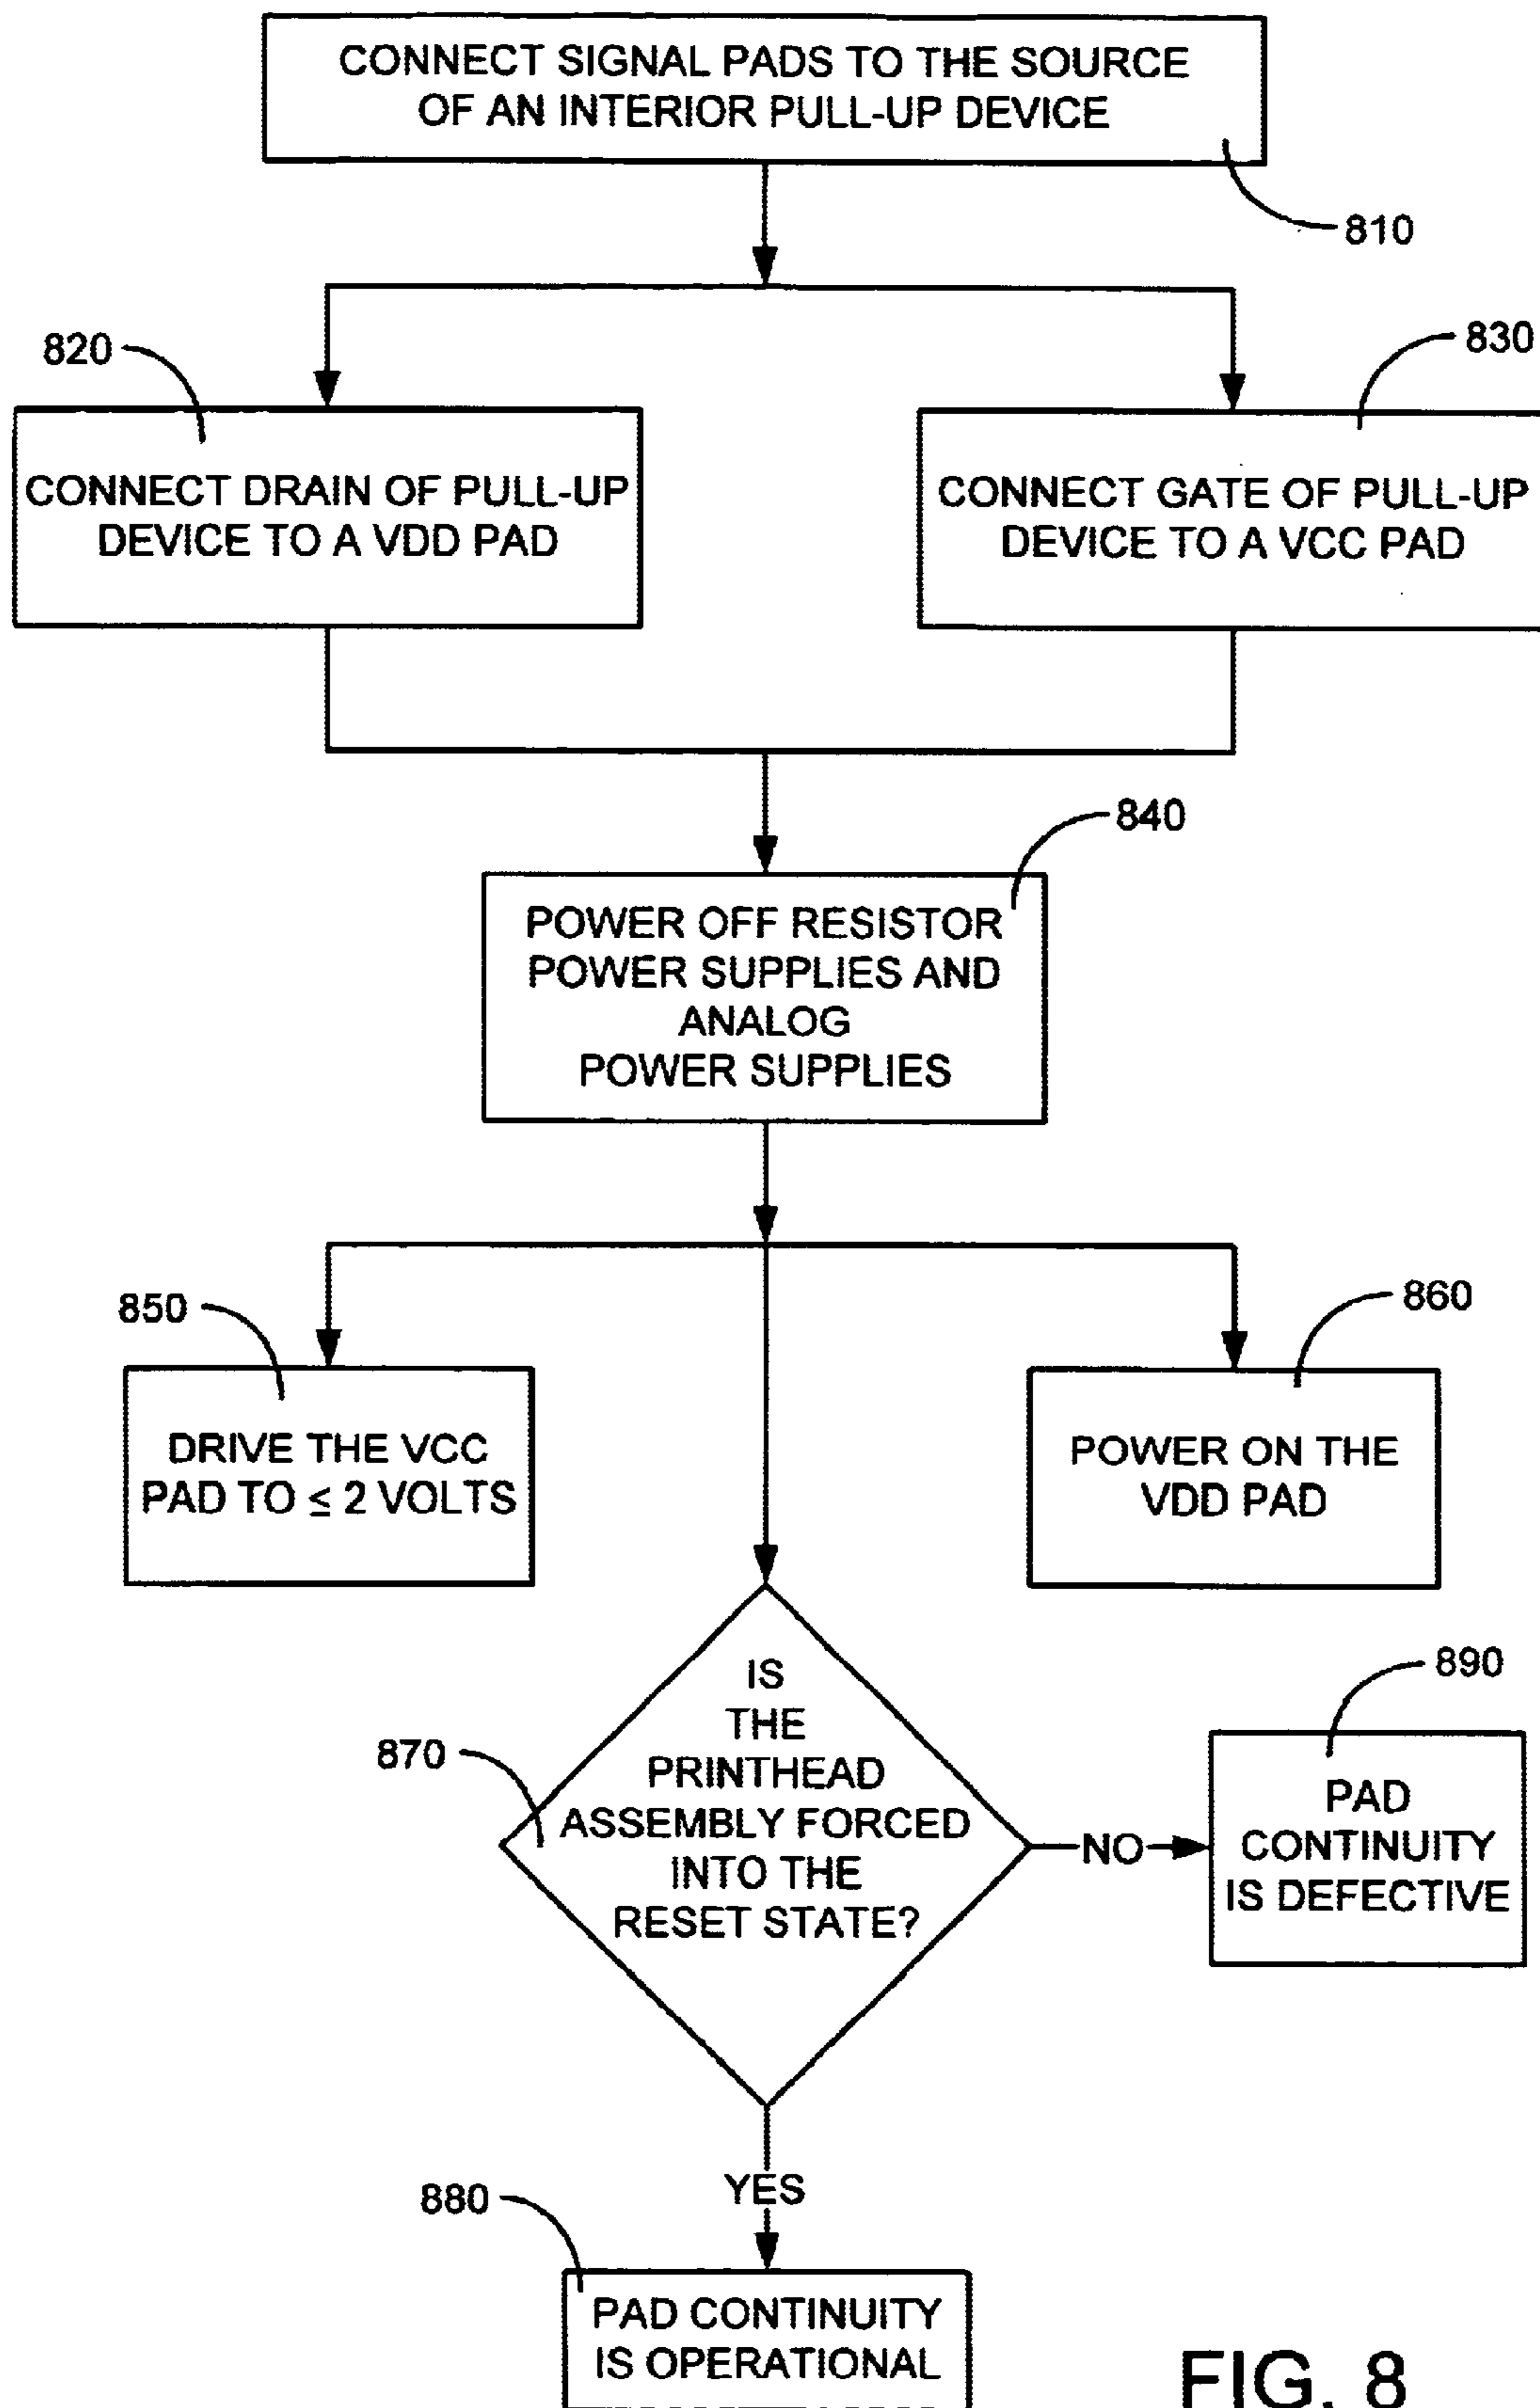 CONNECT SIGNAL PADS TO THE SOURCE
OF AN INTERIOR PULL-UP DEVICE
810
820
830
CONNECT DRAIN OF PULL-UP
DEVICE TO A VDD PAD
CONNECT GATE OF PULL-UP
DEVICE TO A VCC PAD
840
POWER OFF RESISTOR
POWER SUPPLIES AND
ANALOG
POWER SUPPLIES
850
860
DRIVE THE VCC
PAD TO ≤ 2 VOLTS
POWER ON THE
VDD PAD
870
IS
THE
PRINTHEAD
ASSEMBLY FORCED
INTO THE
RESET STATE?
NO
890
PAD
CONTINUITY
IS DEFECTIVE
YES
880
PAD CONTINUITY
IS OPERATIONAL
FIG. 8